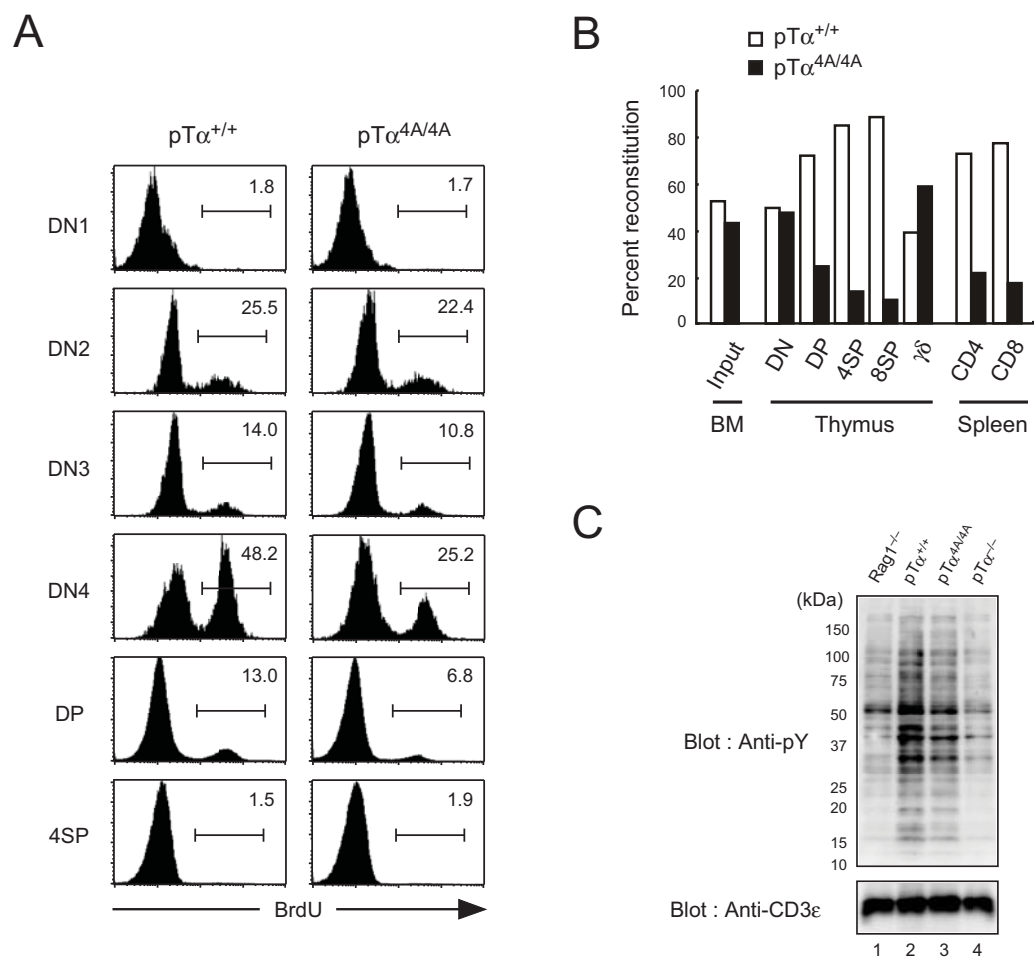 A
pTα+/+ pTα4A/4A
DN1 1.8 1.7
DN2 25.5 22.4
DN3 14.0 10.8
DN4 48.2 25.2
DP 13.0 6.8
4SP 1.5 1.9
BrdU
B
pTα+/+
pTα4A/4A
Percent reconstitution
100
80
60
40
20
0
Input DN DP 4SP 8SP γδ CD4 CD8
BM Thymus Spleen
C
Rag1–/– pTα+/+ pTα4A/4A pTα–/–
(kDa)
150
100
75
50
37
25
20
15
10
Blot : Anti-pY
Blot : Anti-CD3ε
1 2 3 4